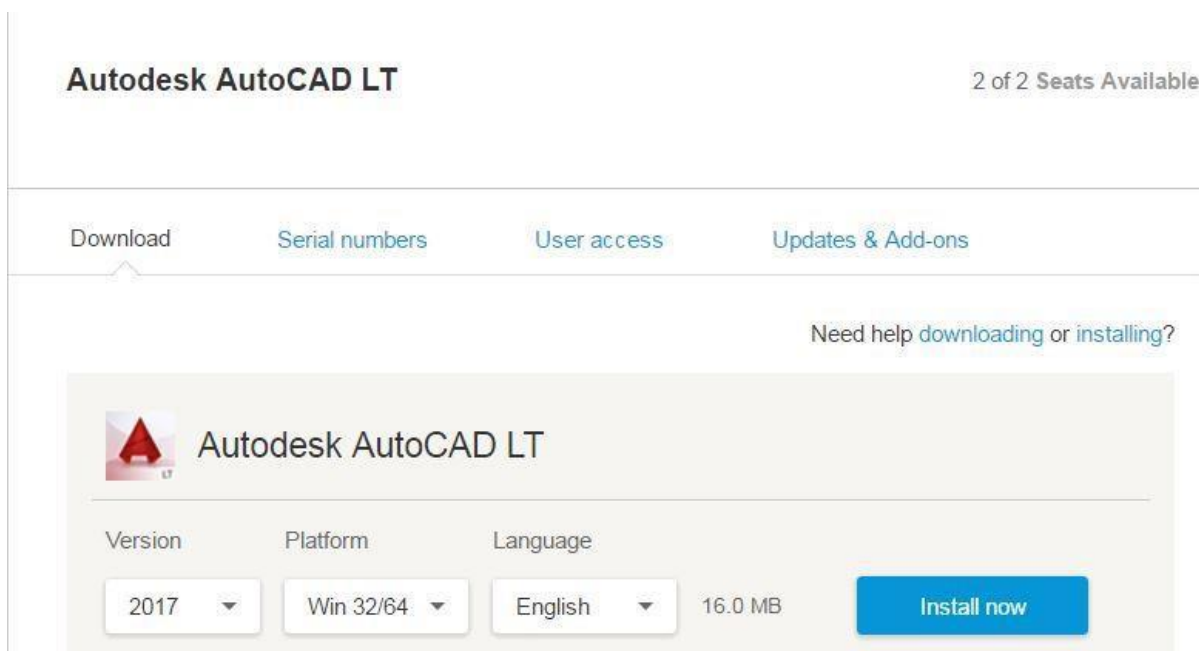 Autodesk AutoCAD LT 2 of 2 Seats Available
Download Serial numbers User access Updates & Add-ons
Need help downloading or installing?
Autodesk AutoCAD LT
LT
Version Platform Language
2017 Win 32/64 English 16.0 MB Install now